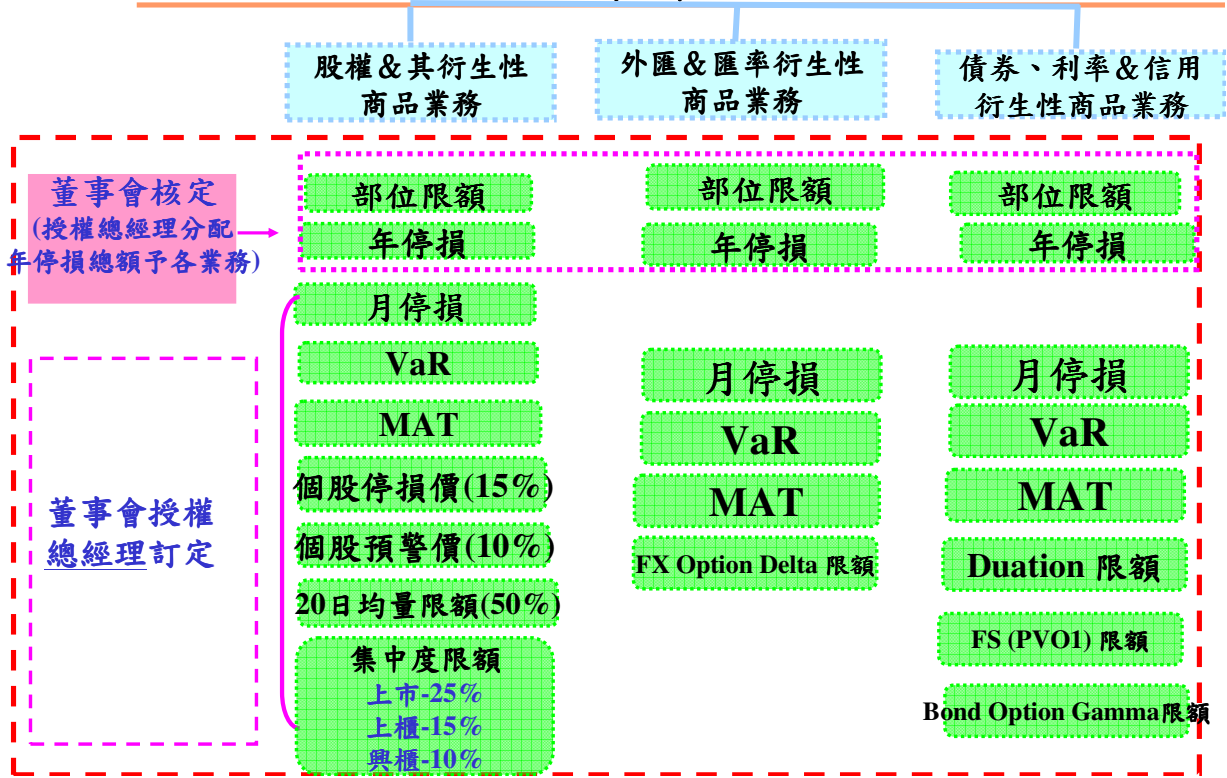 股權＆其衍生性
商品業務
外匯＆匯率衍生性
商品業務
債券、利率＆信用
衍生性商品業務
董事會核定
(授權總經理分配
年停損總額予各業務)
部位限額
年停損
部位限額
年停損
部位限額
年停損
董事會授權
總經理訂定
月停損
VaR
MAT
個股停損價(15%)
個股預警價(10%)
20日均量限額(50%)
集中度限額
上市-25%
上櫃-15%
興櫃-10%
月停損
VaR
MAT
FX Option Delta 限額
月停損
VaR
MAT
Duation 限額
FS (PVO1) 限額
Bond Option Gamma限額